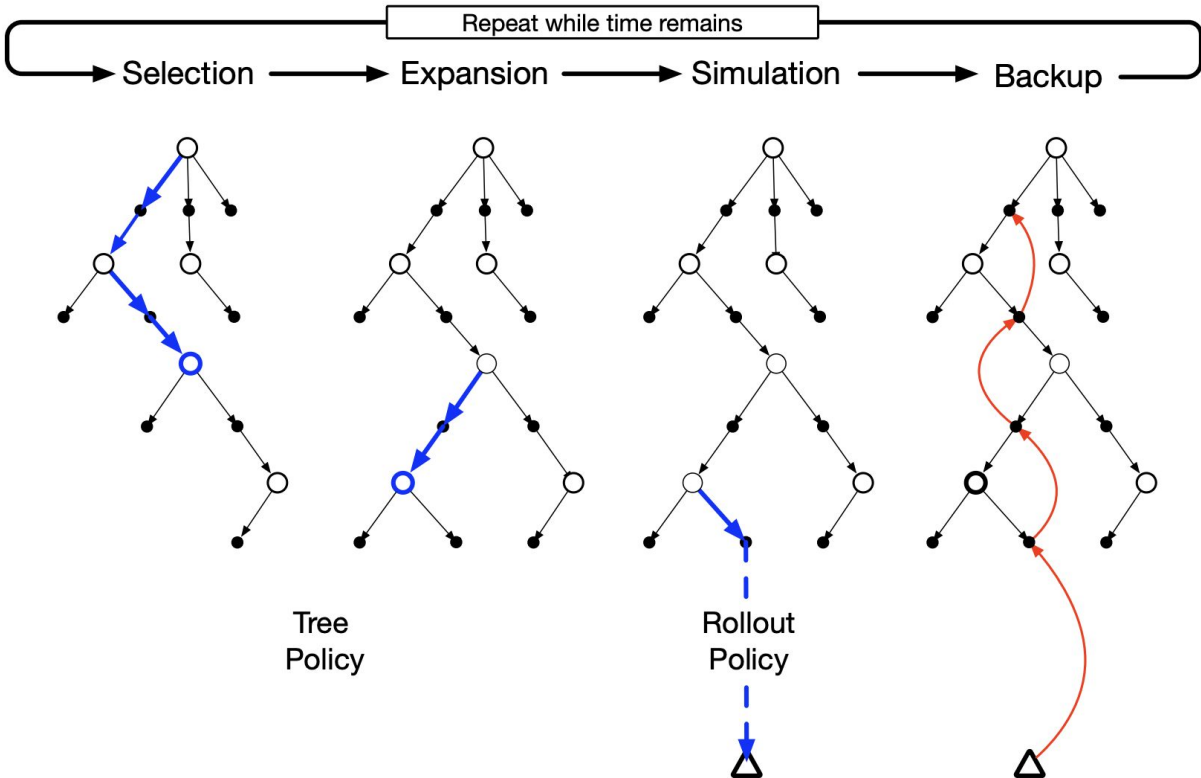 Repeat while time remains
Selection
Expansion
Simulation
Backup
Tree
Policy
Rollout
Policy